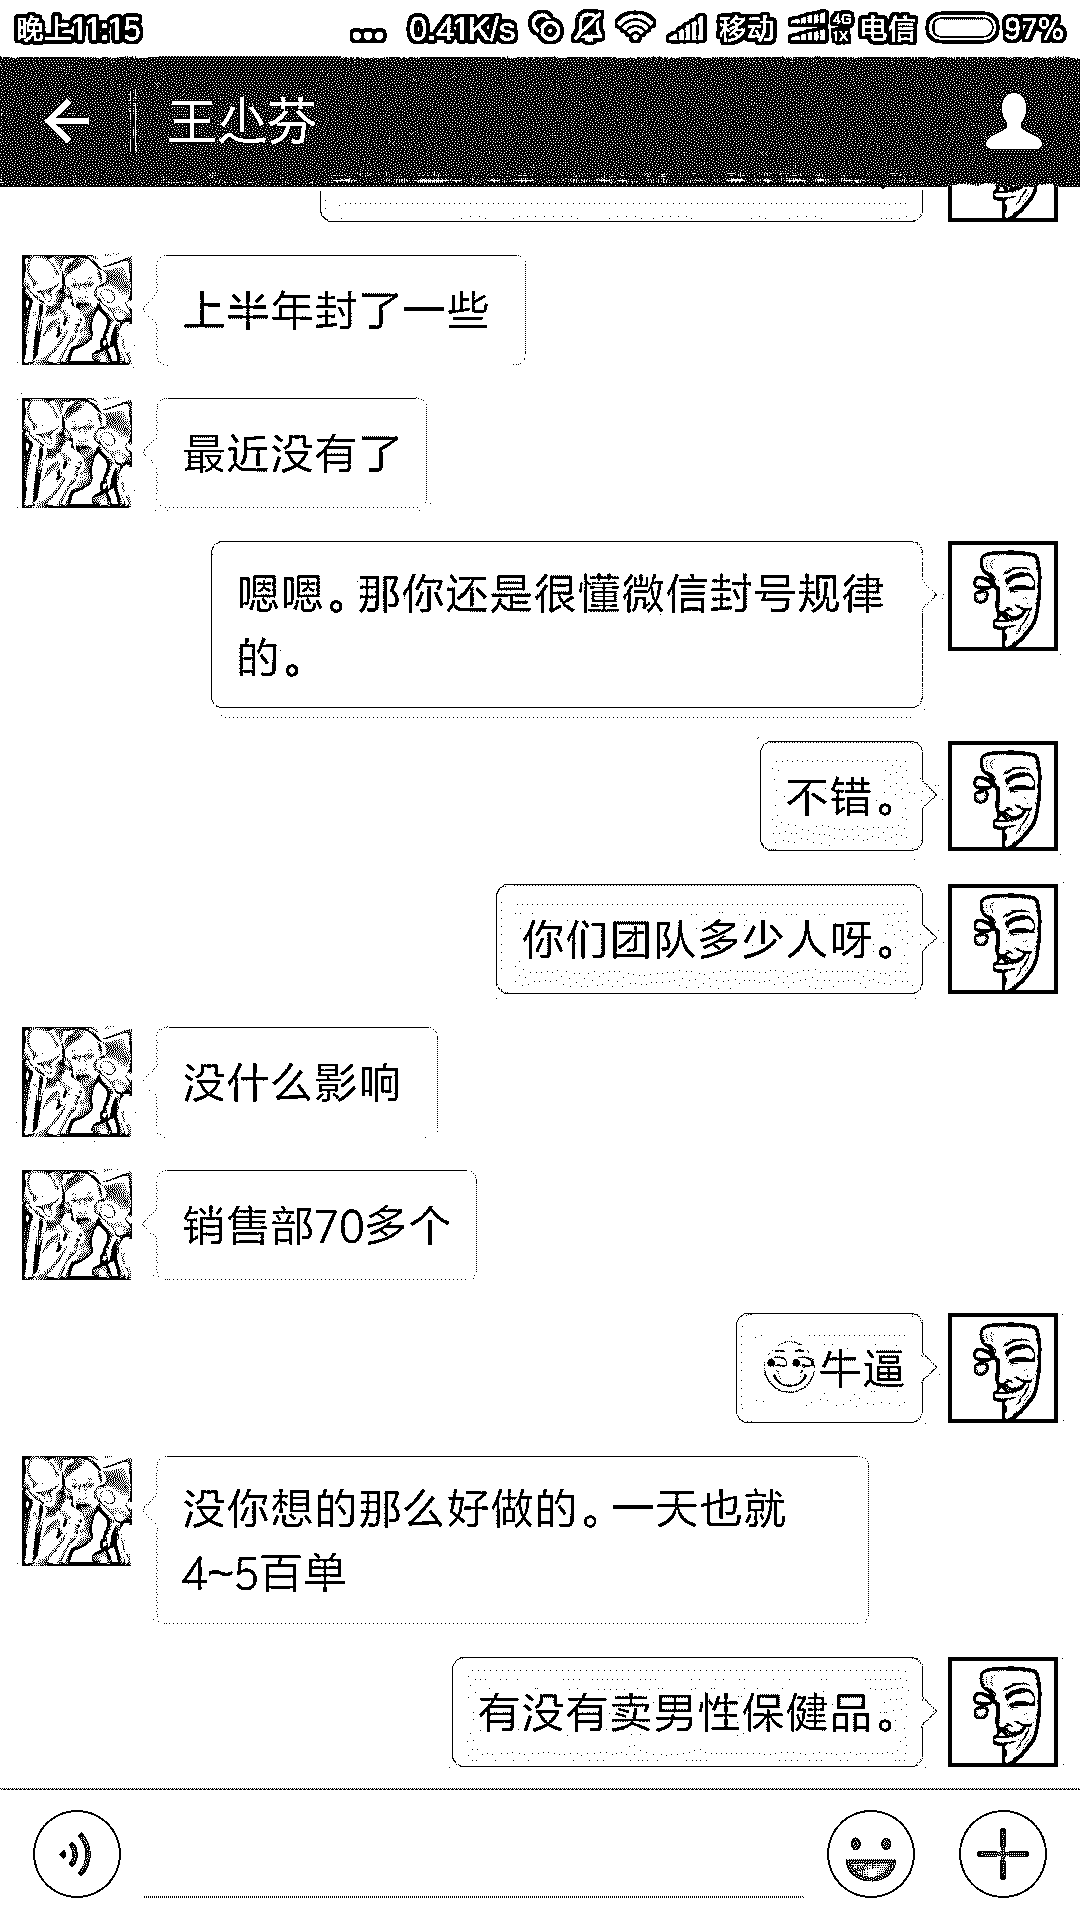 晚上11:15 ... 0.41K/s 移动 4G 1X 电信 97%
王小芬
上半年封了一些
最近没有了
嗯嗯。那你还是很懂微信封号规律
的。
不错。
你们团队多少人呀。
没什么影响
销售部70多个
牛逼
没你想的那么好做的。一天也就
4~5百单
有没有卖男性保健品。